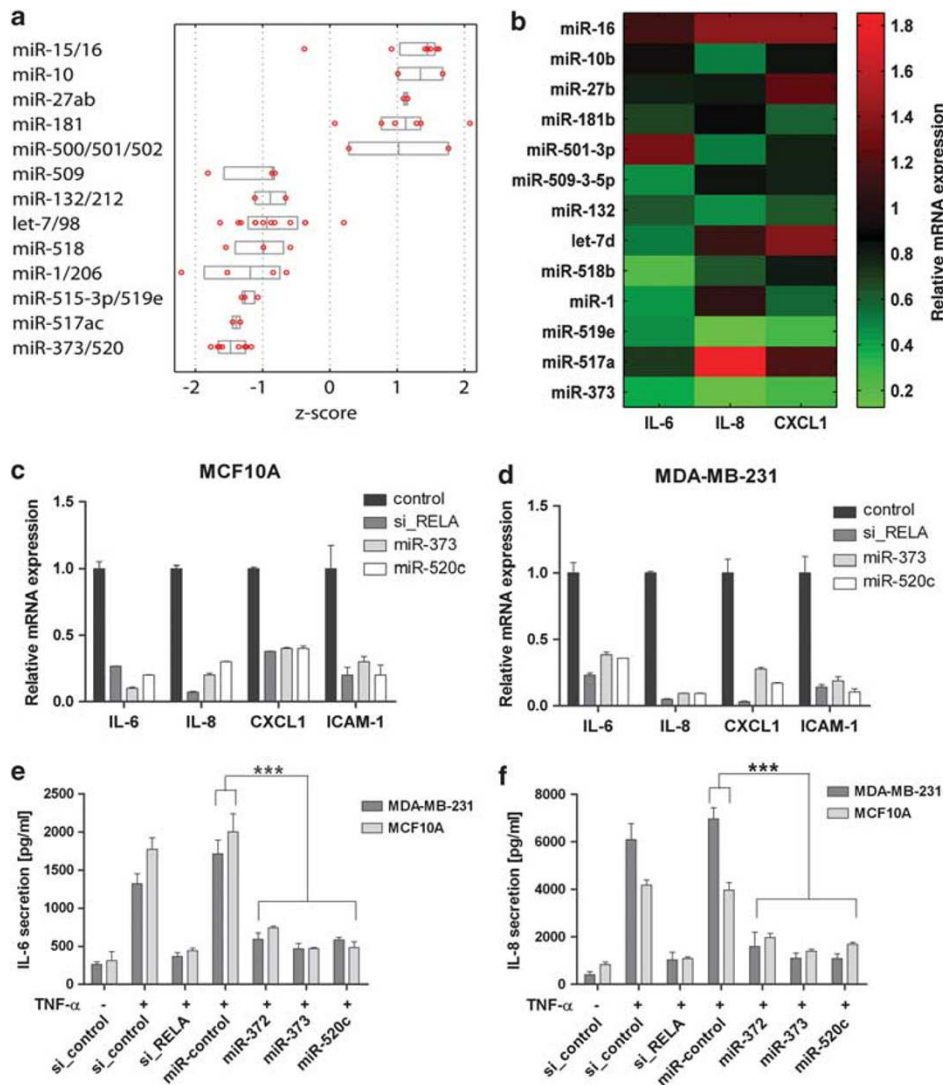 a
miR-15/16
miR-10
miR-27ab
miR-181
miR-500/501/502
miR-509
miR-132/212
let-7/98
miR-518
miR-1/206
miR-515-3p/519e
miR-517ac
miR-373/520
-2 -1 0 1 2
z-score
b
miR-16
miR-10b
miR-27b
miR-181b
miR-501-3p
miR-509-3-5p
miR-132
let-7d
miR-518b
miR-1
miR-519e
miR-517a
miR-373
IL-6 IL-8 CXCL1
1.8
1.6
1.4
1.2
1
0.8
0.6
0.4
0.2
Relative mRNA expression
c
MCF10A
Relative mRNA expression
1.5
1.0
0.5
0.0
control
si_RELA
miR-373
miR-520c
IL-6 IL-8 CXCL1 ICAM-1
d
MDA-MB-231
Relative mRNA expression
1.5
1.0
0.5
0.0
control
si_RELA
miR-373
miR-520c
IL-6 IL-8 CXCL1 ICAM-1
e
***
MDA-MB-231
MCF10A
IL-6 secretion [pg/ml]
2500
2000
1500
1000
500
0
TNF-α - + + + + + +
si_control
si_control
si_RELA
miR-control
miR-372
miR-373
miR-520c
f
***
MDA-MB-231
MCF10A
IL-8 secretion [pg/ml]
8000
6000
4000
2000
0
TNF-α - + + + + + +
si_control
si_control
si_RELA
miR-control
miR-372
miR-373
miR-520c